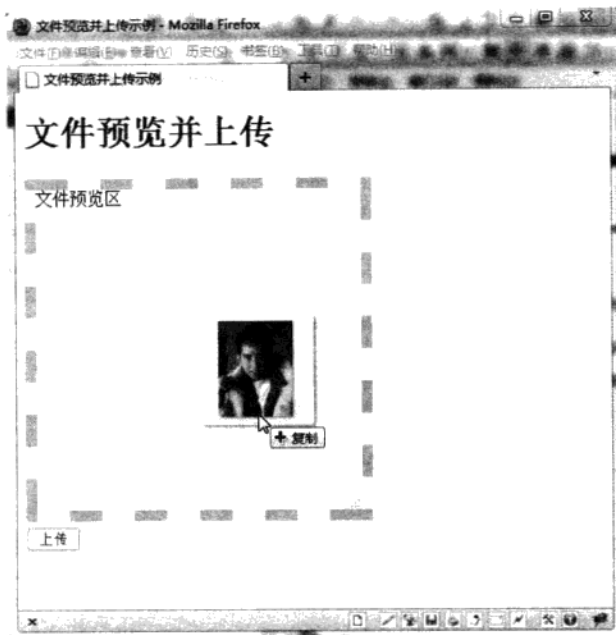 文件预览并上传示例 - Mozilla Firefox
文件(F) 编辑(E) 查看(V) 历史(S) 书签(B) 工具(T) 帮助(H)
文件预览并上传示例
文件预览并上传
文件预览区
复制
上传